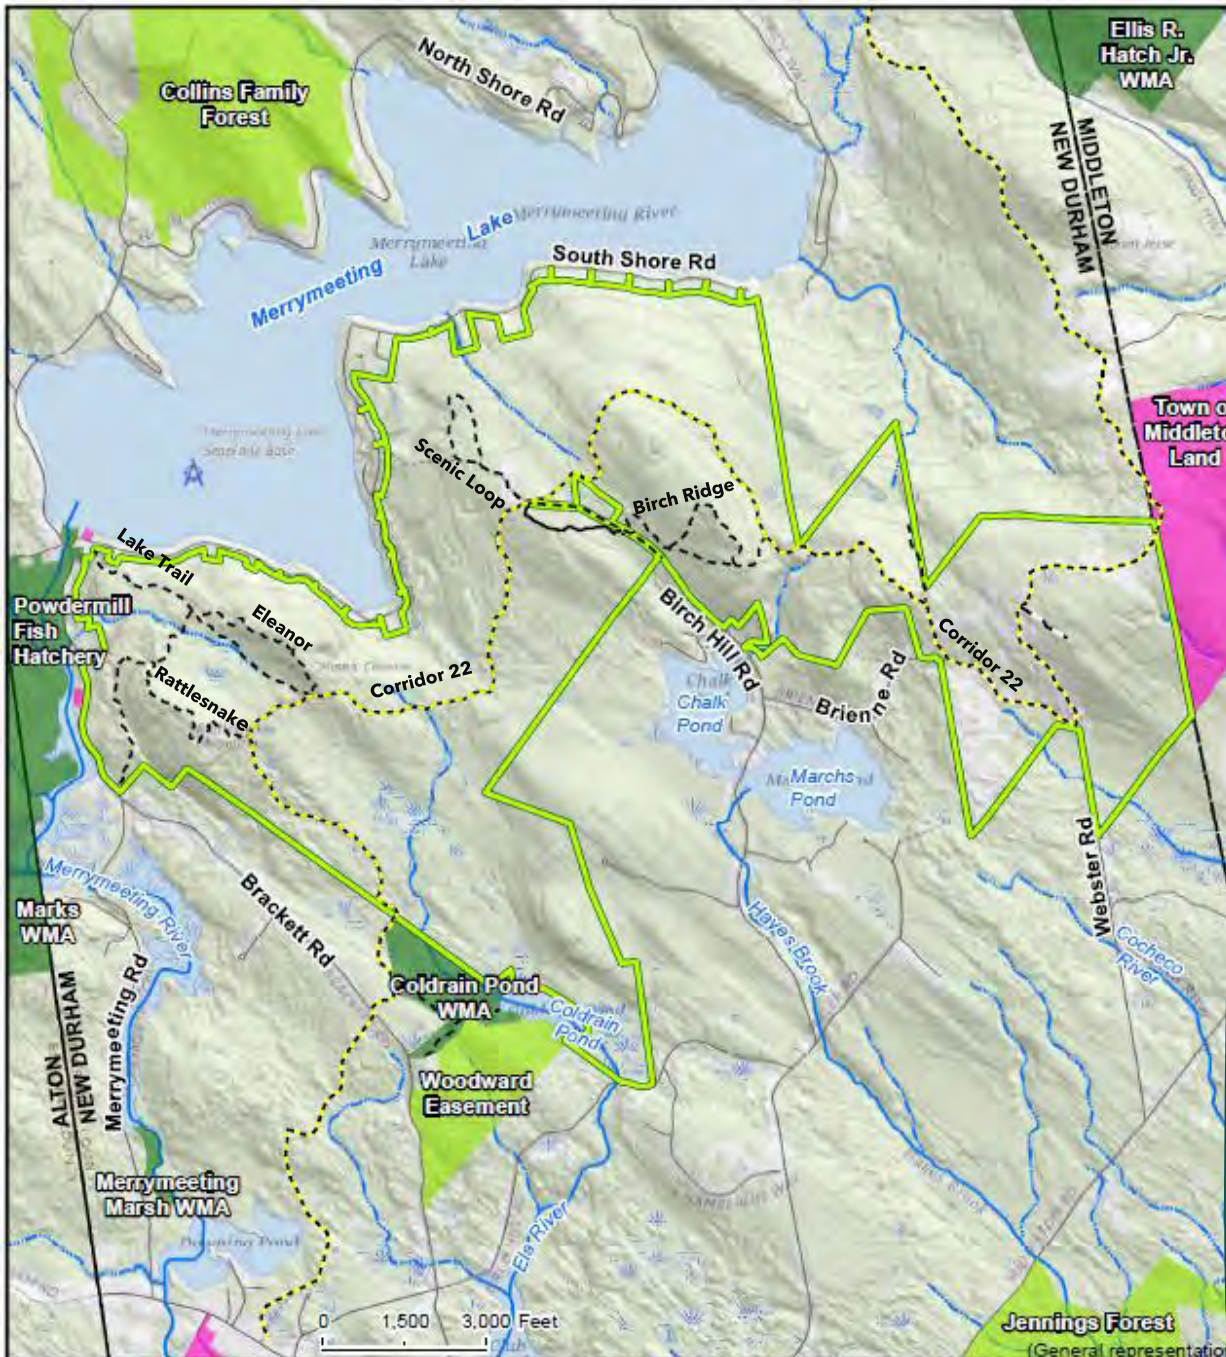 Ellis R.
Hatch Jr.
WMA
North Shore Rd
Collins Family
Forest
MIDDLETON
NEW DURHAM
Merrymeeting River
Merrymeeting
Lake
Merrymeeting Lake
South Shore Rd
Town o
Middleto
Land
Scenic Loop
Birch Ridge
Lake Trail
Powdermill
Fish
Hatchery
Eleanor
Rattlesnake
Corridor 22
Birch Hill Rd
Corridor 22
Brienne Rd
Chalk
Pond
Marchs
Pond
Webster Rd
Merrymeeting River
Marks
WMA
Brackett Rd
Hayes Brook
Cocheco
River
Coldrain Pond
WMA
Coldrain
Pond
ALTON
NEW DURHAM
Merrymeeting Rd
Woodward
Easement
Merrymeeting
Marsh WMA
Ela River
0 1,500 3,000 Feet
Club
Jennings Forest
(General representation